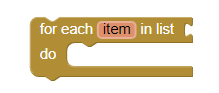 for each item in list
do